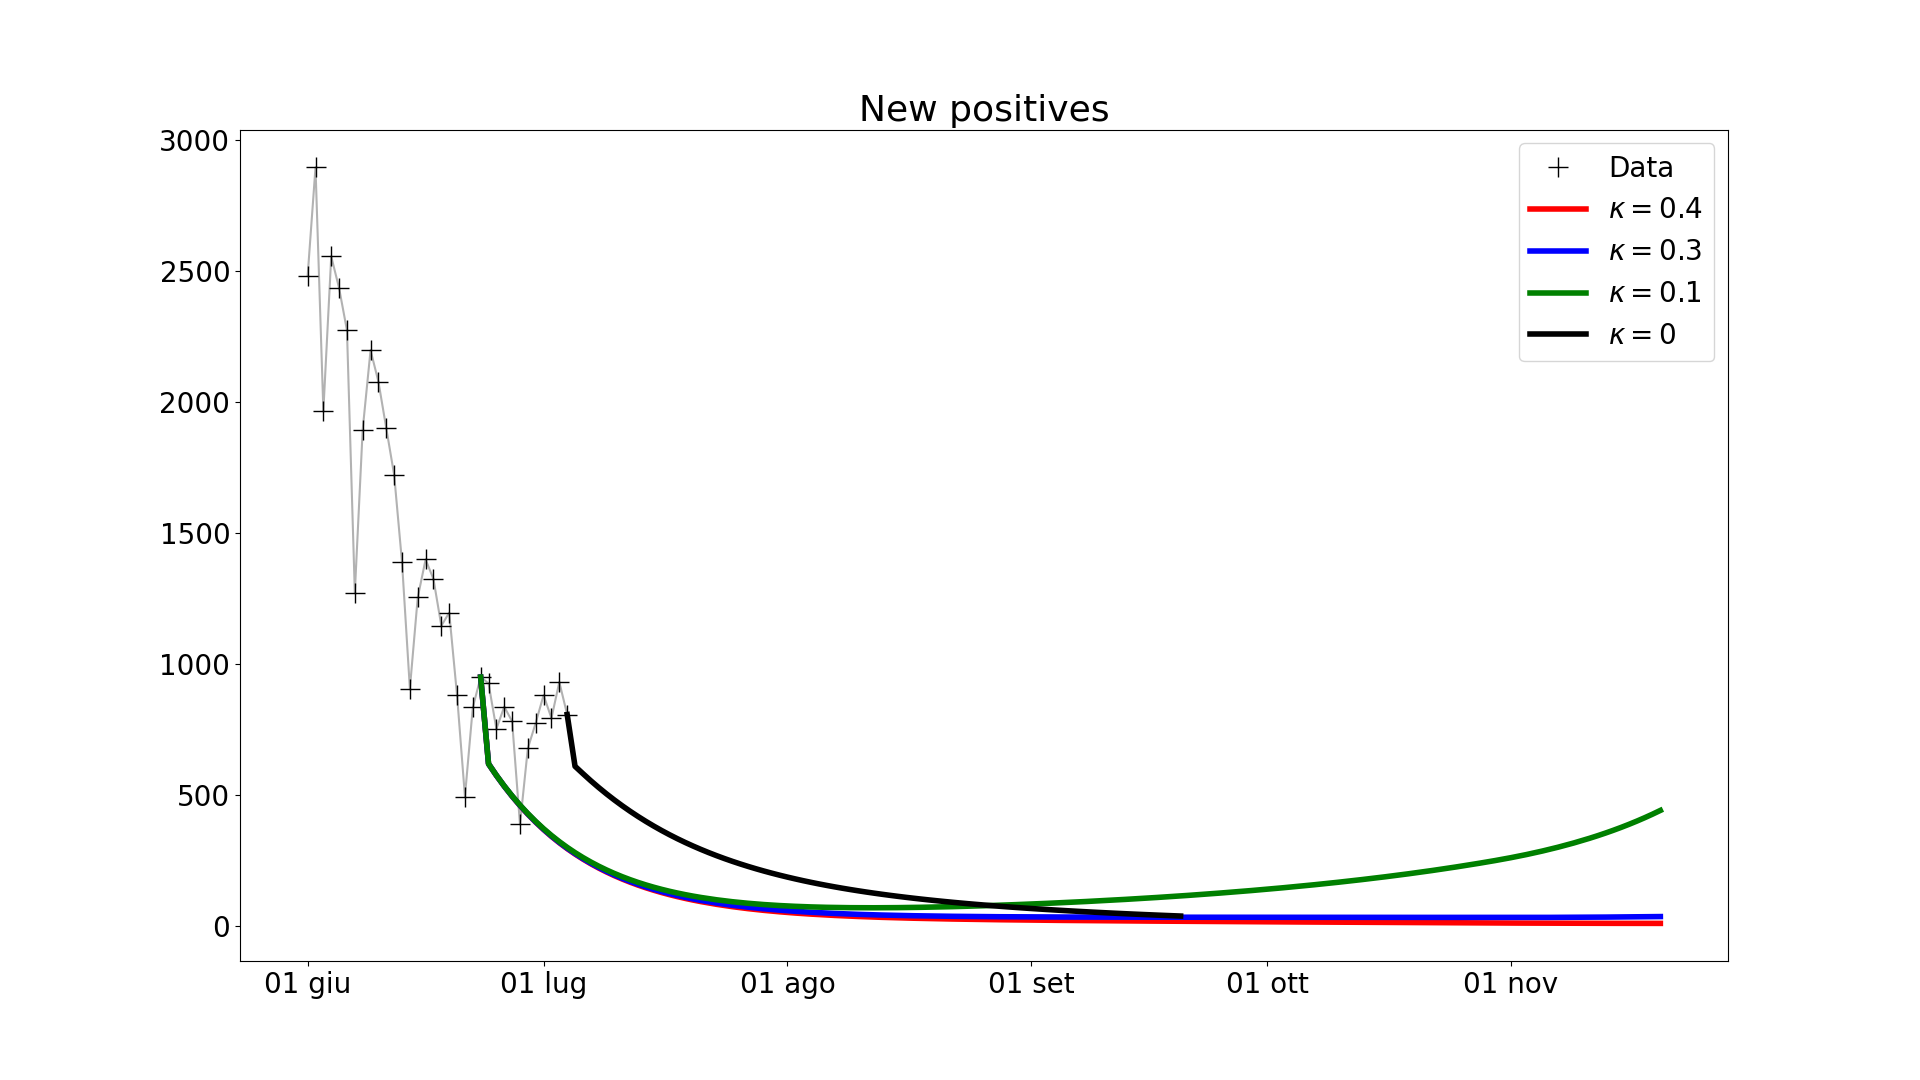 New positives
3000
2500
2000
1500
1000
500
0
01 giu 01 lug 01 ago 01 set 01 ott 01 nov
Data
κ = 0.4
κ = 0.3
κ = 0.1
κ = 0